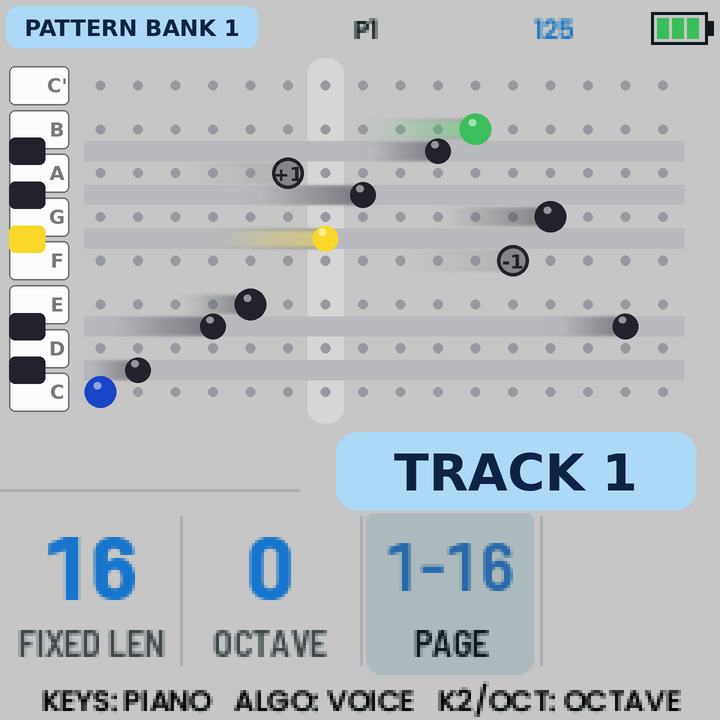 PATTERN BANK 1 P1 125
C'
B
A +1
G
F -1
E
D
C
TRACK 1
16 0 1-16
FIXED LEN OCTAVE PAGE
KEYS: PIANO ALGO: VOICE K2/OCT: OCTAVE